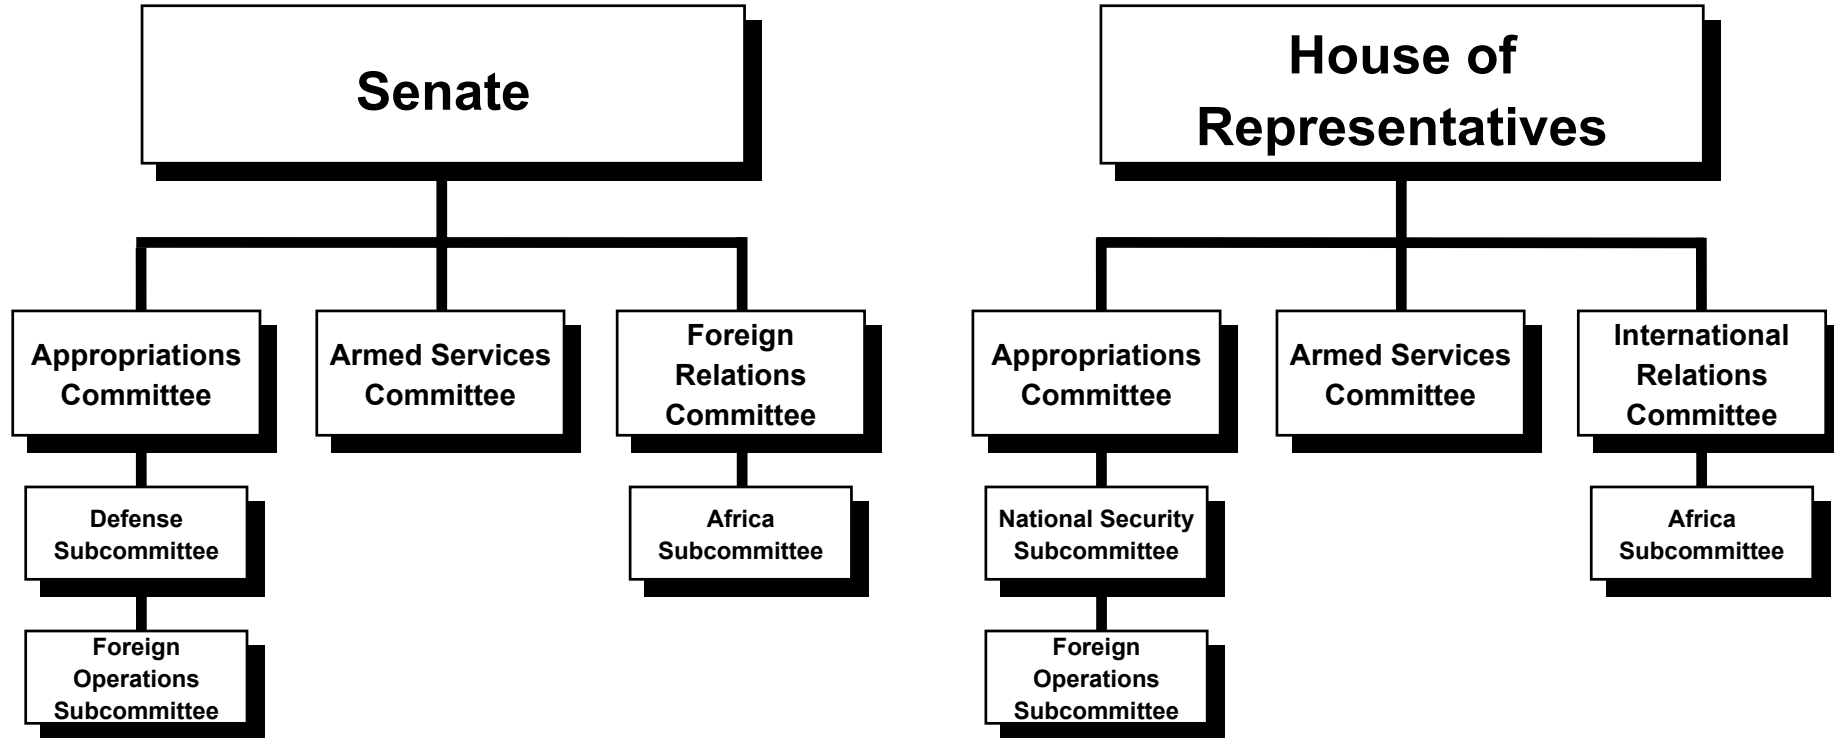 Senate
House of
Representatives
Appropriations
Committee
Armed Services
Committee
Foreign
Relations
Committee
Appropriations
Committee
Armed Services
Committee
International
Relations
Committee
Defense
Subcommittee
Africa
Subcommittee
National Security
Subcommittee
Africa
Subcommittee
Foreign
Operations
Subcommittee
Foreign
Operations
Subcommittee